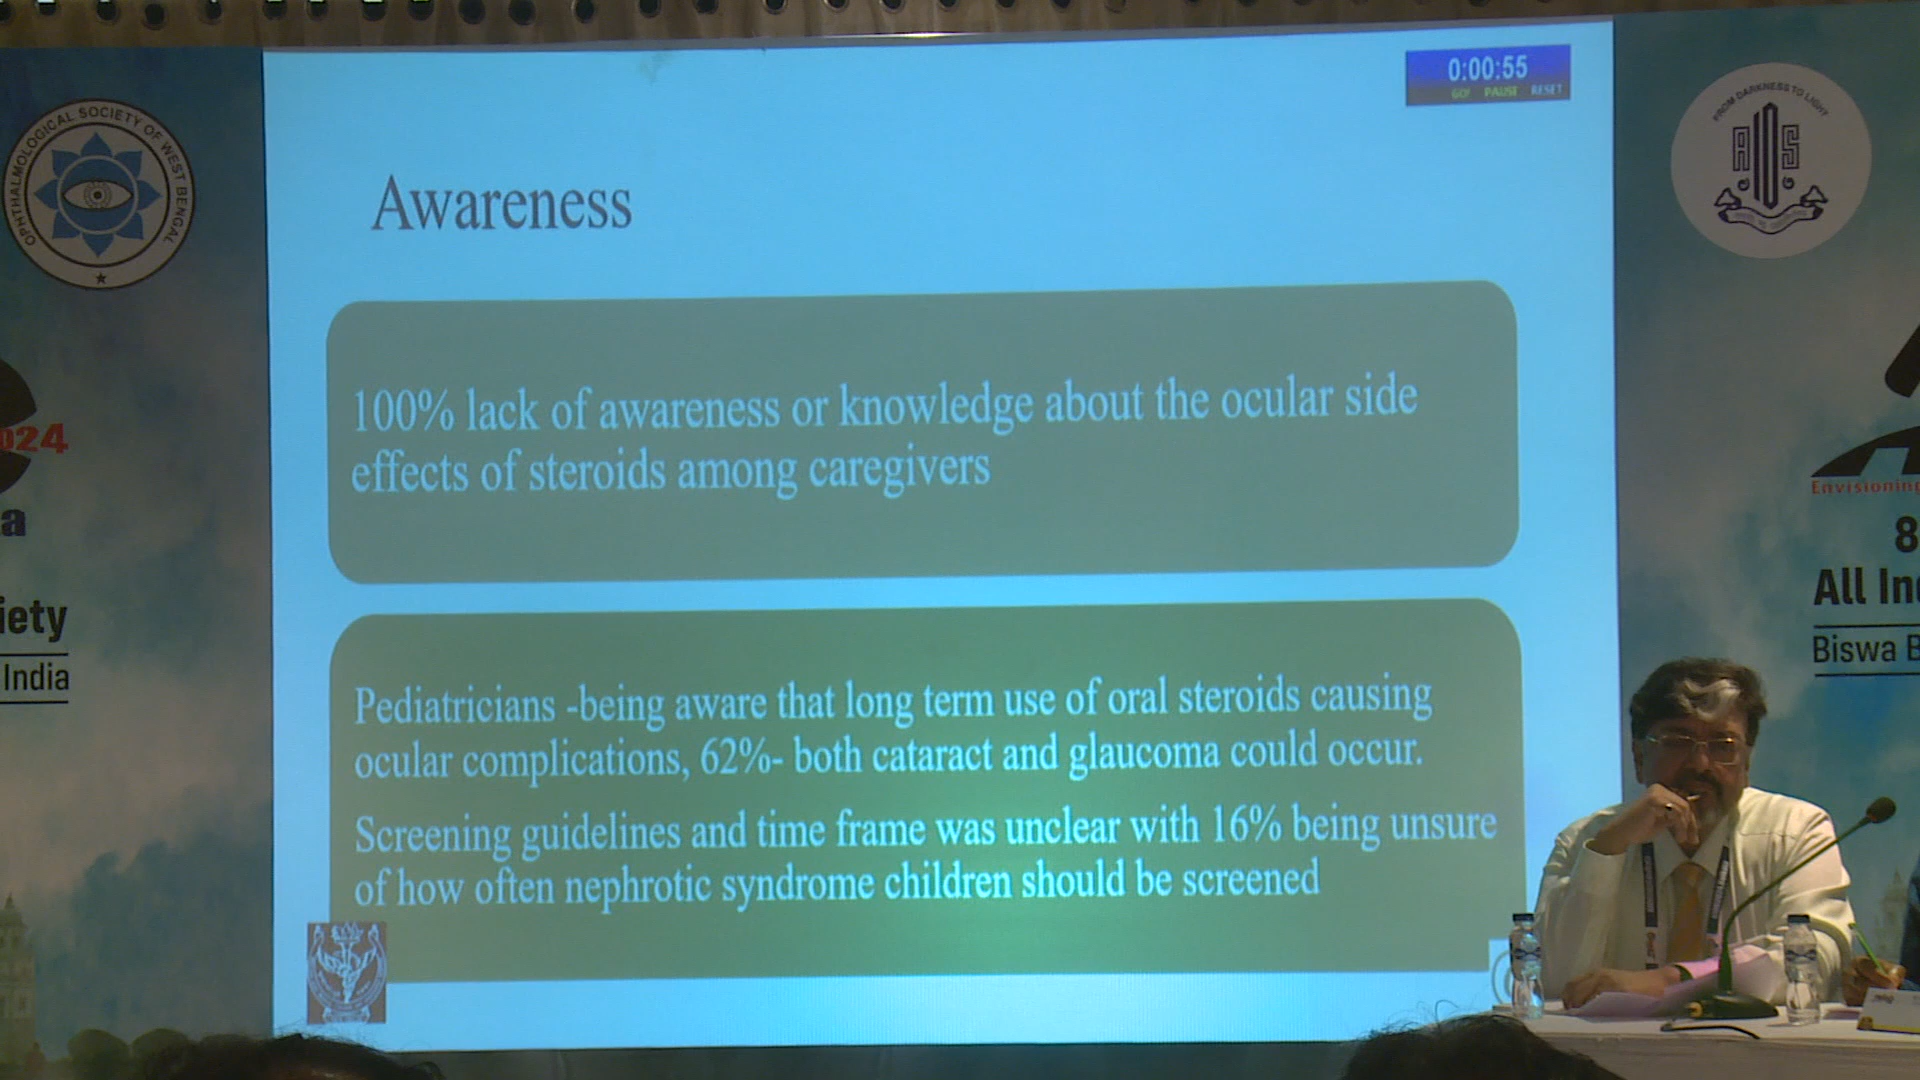 OPHTHALMOLOGICAL SOCIETY OF WEST BENGAL
024
a
iety
India
0:00:55
GO! PAUSE RESET
Awareness
100% lack of awareness or knowledge about the ocular side
effects of steroids among caregivers
Pediatricians -being aware that long term use of oral steroids causing
ocular complications, 62%- both cataract and glaucoma could occur.
Screening guidelines and time frame was unclear with 16% being unsure
of how often nephrotic syndrome children should be screened
FROM DARKNESS TO LIGHT
AIOS
Envisioning
8
All In
Biswa B